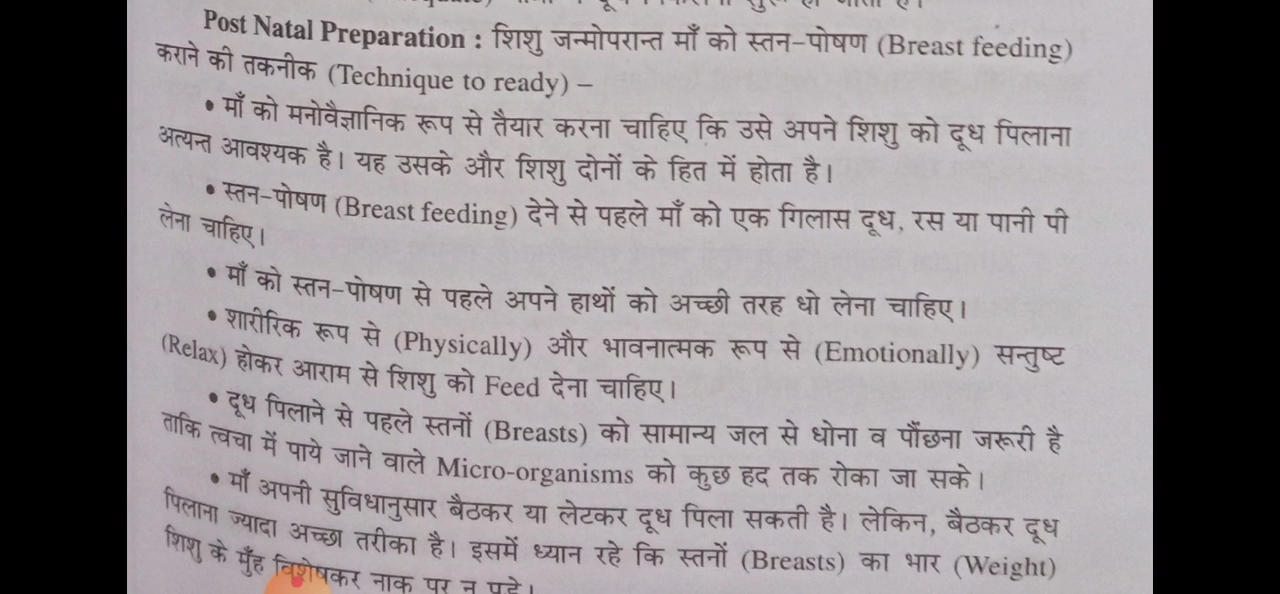 Post Natal Preparation : शिशु जन्मोपरान्त माँ को स्तन-पोषण (Breast feeding)
कराने की तकनीक (Technique to ready) –
• माँ को मनोवैज्ञानिक रूप से तैयार करना चाहिए कि उसे अपने शिशु को दूध पिलाना
अत्यन्त आवश्यक है। यह उसके और शिशु दोनों के हित में होता है।
• स्तन-पोषण (Breast feeding) देने से पहले माँ को एक गिलास दूध, रस या पानी पी
लेना चाहिए।
• माँ को स्तन-पोषण से पहले अपने हाथों को अच्छी तरह धो लेना चाहिए।
• शारीरिक रूप से (Physically) और भावनात्मक रूप से (Emotionally) सन्तुष्ट
(Relax) होकर आराम से शिशु को Feed देना चाहिए।
• दूध पिलाने से पहले स्तनों (Breasts) को सामान्य जल से धोना व पौंछना जरूरी है
ताकि त्वचा में पाये जाने वाले Micro-organisms को कुछ हद तक रोका जा सके।
• माँ अपनी सुविधानुसार बैठकर या लेटकर दूध पिला सकती है। लेकिन, बैठकर दूध
पिलाना ज्यादा अच्छा तरीका है। इसमें ध्यान रहे कि स्तनों (Breasts) का भार (Weight)
शिशु के मुँह विशेषकर नाक पर न पड़े।